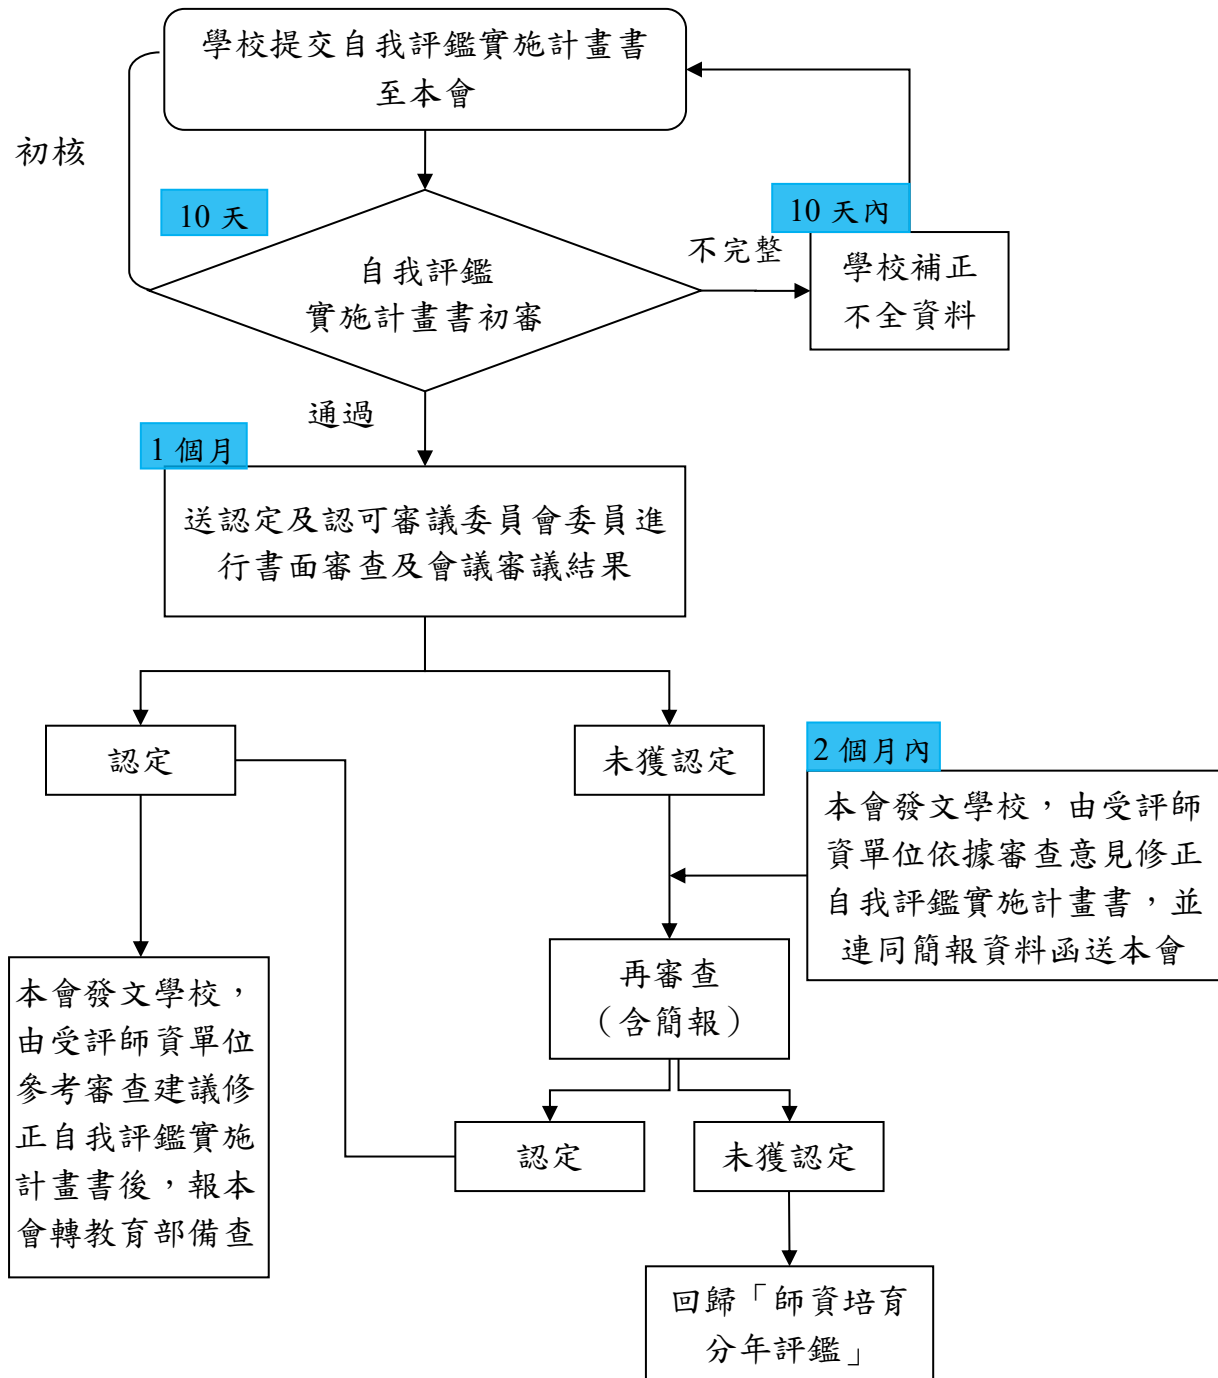 學校提交自我評鑑實施計畫書
至本會
初核
10 天
自我評鑑
實施計畫書初審
不完整
10 天內
學校補正
不全資料
通過
1 個月
送認定及認可審議委員會委員進
行書面審查及會議審議結果
認定
未獲認定
2 個月內
本會發文學校，由受評師
資單位依據審查意見修正
自我評鑑實施計畫書，並
連同簡報資料函送本會
再審查
（含簡報）
本會發文學校，
由受評師資單位
參考審查建議修
正自我評鑑實施
計畫書後，報本
會轉教育部備查
認定
未獲認定
回歸「師資培育
分年評鑑」